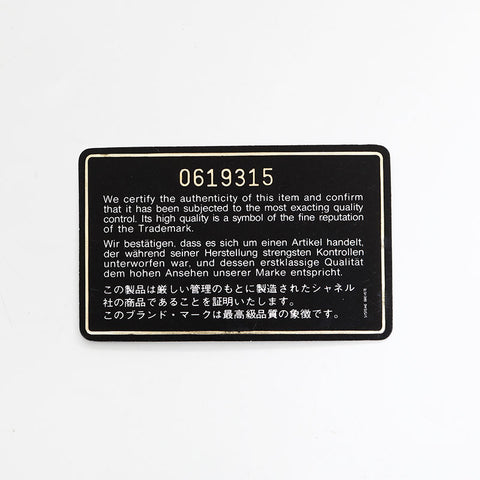 0619315
We certify the authenticity of this item and confirm
that it has been subjected to the most exacting quality
control. Its high quality is a symbol of the fine reputation
of the Trademark.
Wir bestätigen, dass es sich um einen Artikel handelt,
der während seiner Herstellung strengsten Kontrollen
unterworfen war, und dessen erstklassige Qualität
dem hohen Ansehen unserer Marke entspricht.
この製品は厳しい管理のもとに製造されたシャネル
社の商品であることを証明いたします。
このブランド・マークは最高級品質の象徴です。